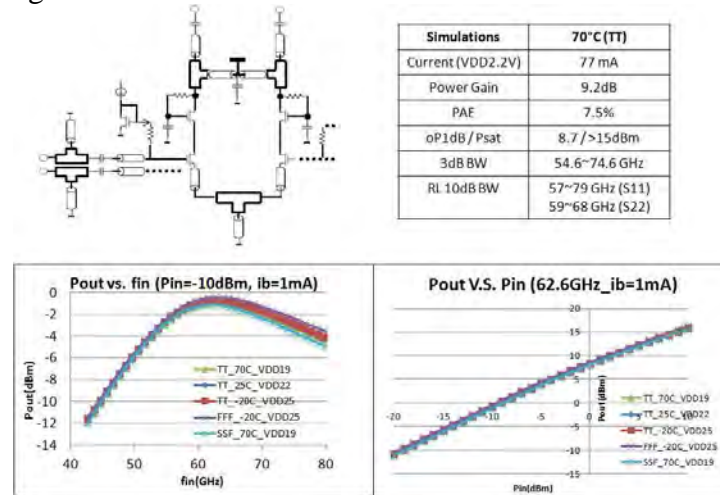 Simulations 70°C (TT)
Current (VDD2.2V) 77 mA
Power Gain 9.2dB
PAE 7.5%
oP1dB / Psat 8.7 / >15dBm
3dB BW 54.6~74.6 GHz
RL 10dB BW 57~79 GHz (S11)
59~68 GHz (S22)
Pout vs. fin (Pin=-10dBm, ib=1mA)
Pout(dBm)
0
-2
-4
-6
-8
-10
-12
-14
TT_70C_VDD19
TT_25C_VDD22
TT_-20C_VDD25
FFF_-20C_VDD25
SSF_70C_VDD19
40 50 60 70 80
fin(GHz)
Pout V.S. Pin (62.6GHz_ib=1mA)
20
15
10
5
0
-5
-10
-15
Pout(dBm)
-20 -15 -10 -5 0 5 10
TT_70C_VDD19
TT_25C_VDD22
TT_-20C_VDD25
FFF_-20C_VDD25
SSF_70C_VDD19
Pin(dBm)